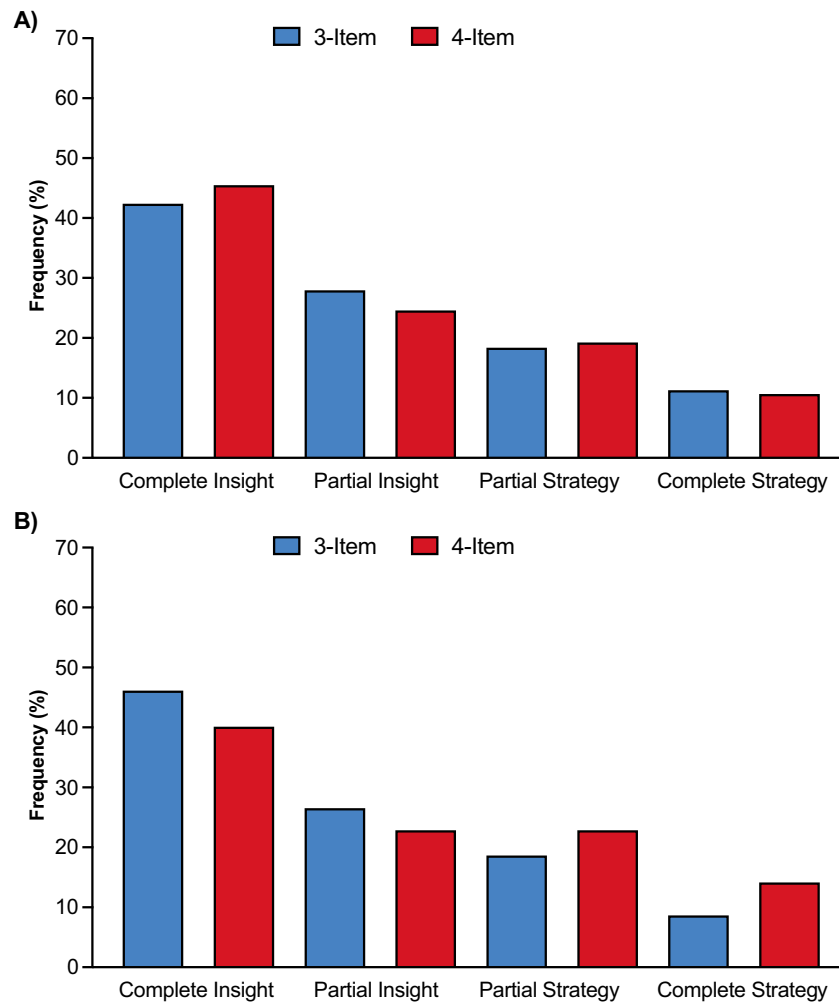 A)
3-Item 4-Item
70
60
50
40
30
20
10
0
Frequency (%)
Complete Insight Partial Insight Partial Strategy Complete Strategy
B)
3-Item 4-Item
70
60
50
40
30
20
10
0
Frequency (%)
Complete Insight Partial Insight Partial Strategy Complete Strategy